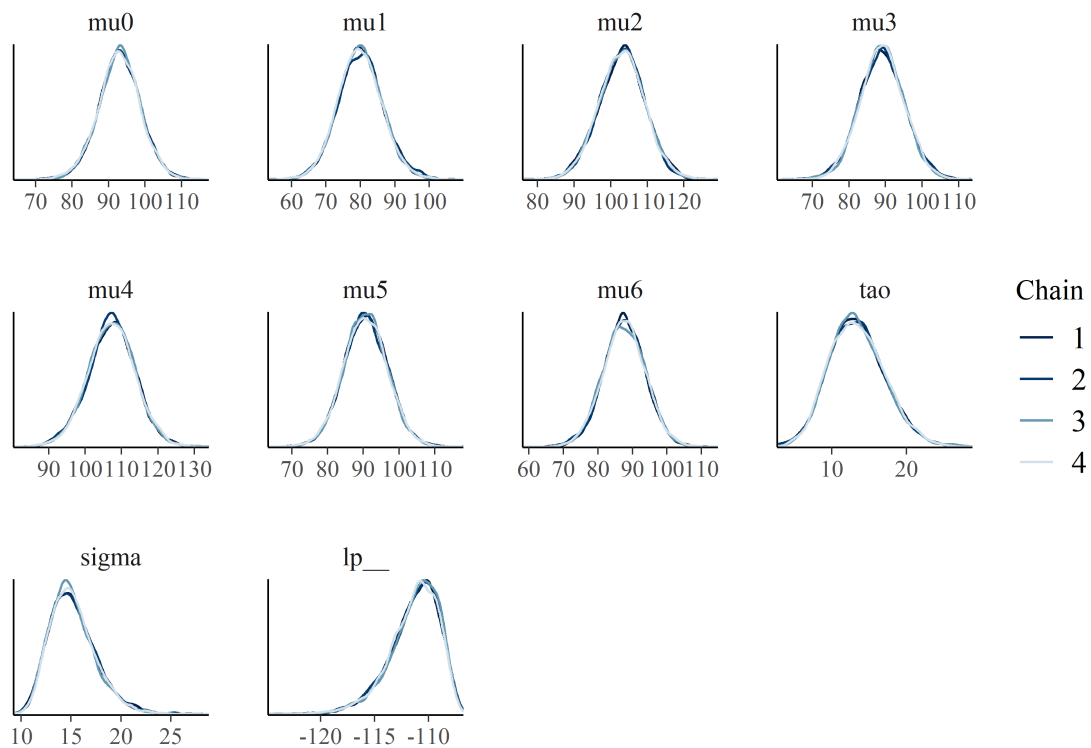 mu0 mu1 mu2 mu3
70 80 90 100 110 60 70 80 90 100 80 90 100 110 120 70 80 90 100 110
mu4 mu5 mu6 tao Chain
1
2
3
4
90 100 110 120 130 70 80 90 100 110 60 70 80 90 100 110 10 20
sigma lp__
10 15 20 25 -120 -115 -110